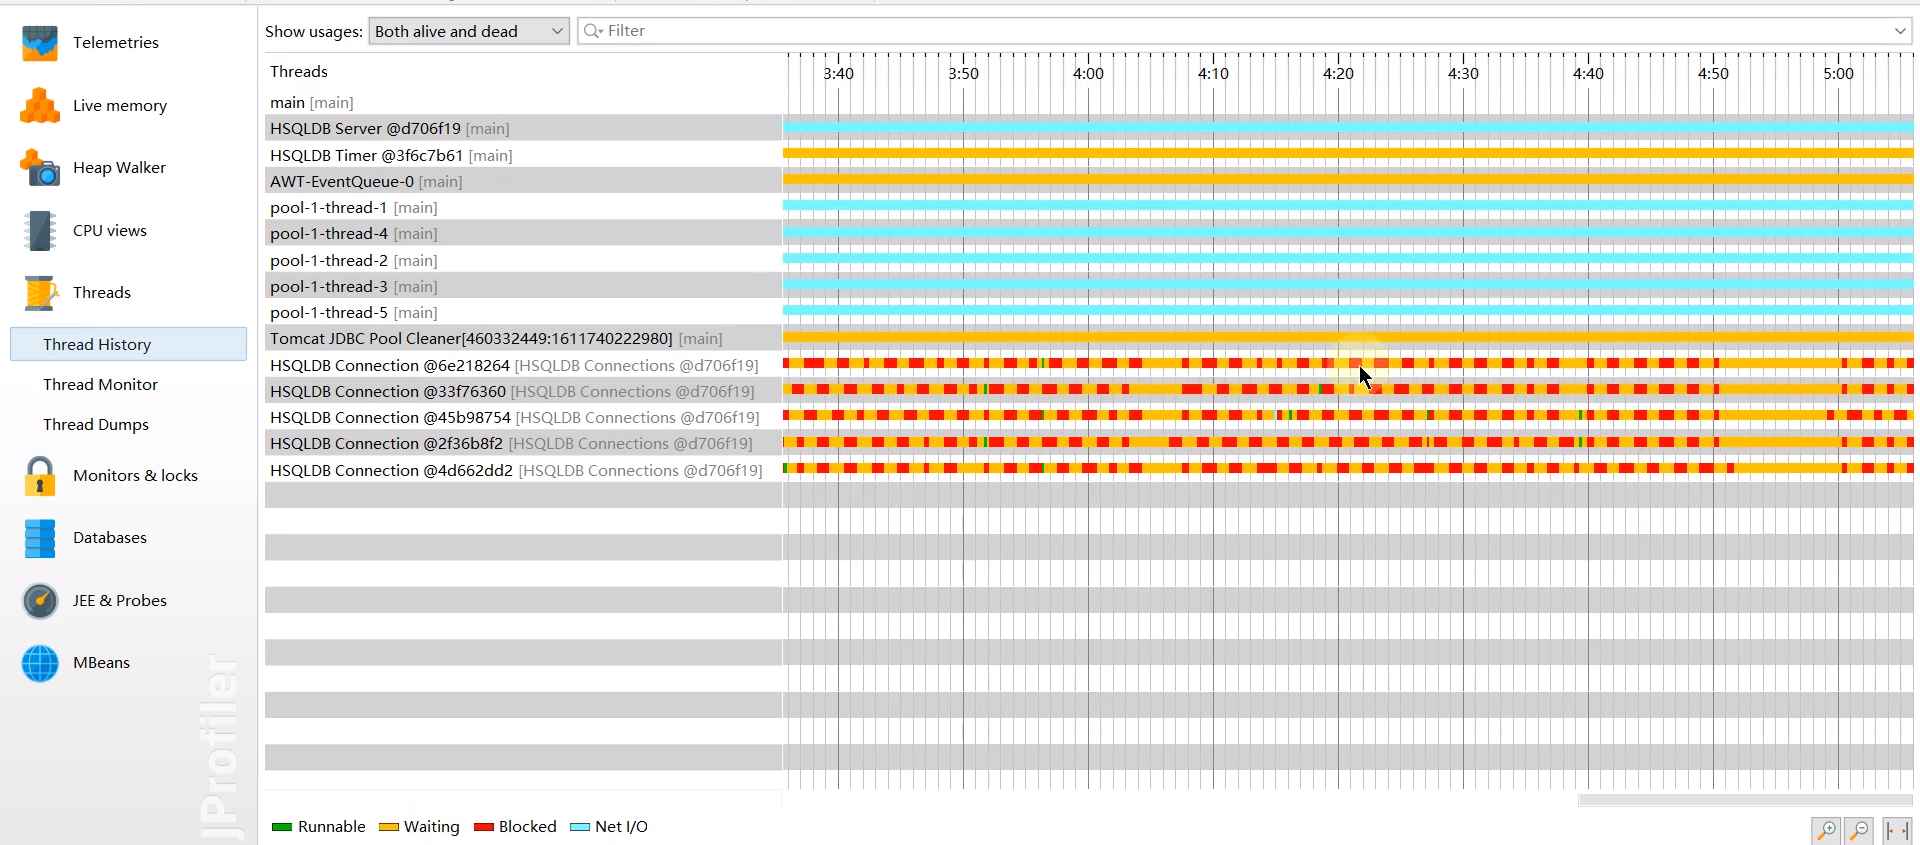 Show usages: Both alive and dead Filter
Telemetries
Live memory
Heap Walker
CPU views
Threads
Thread History
Thread Monitor
Thread Dumps
Monitors & locks
Databases
JEE & Probes
MBeans
JProfiler
Threads 3:40 3:50 4:00 4:10 4:20 4:30 4:40 4:50 5:00
main [main]
HSQLDB Server @d706f19 [main]
HSQLDB Timer @3f6c7b61 [main]
AWT-EventQueue-0 [main]
pool-1-thread-1 [main]
pool-1-thread-4 [main]
pool-1-thread-2 [main]
pool-1-thread-3 [main]
pool-1-thread-5 [main]
Tomcat JDBC Pool Cleaner[460332449:1611740222980] [main]
HSQLDB Connection @6e218264 [HSQLDB Connections @d706f19]
HSQLDB Connection @33f76360 [HSQLDB Connections @d706f19]
HSQLDB Connection @45b98754 [HSQLDB Connections @d706f19]
HSQLDB Connection @2f36b8f2 [HSQLDB Connections @d706f19]
HSQLDB Connection @4d662dd2 [HSQLDB Connections @d706f19]
Runnable Waiting Blocked Net I/O